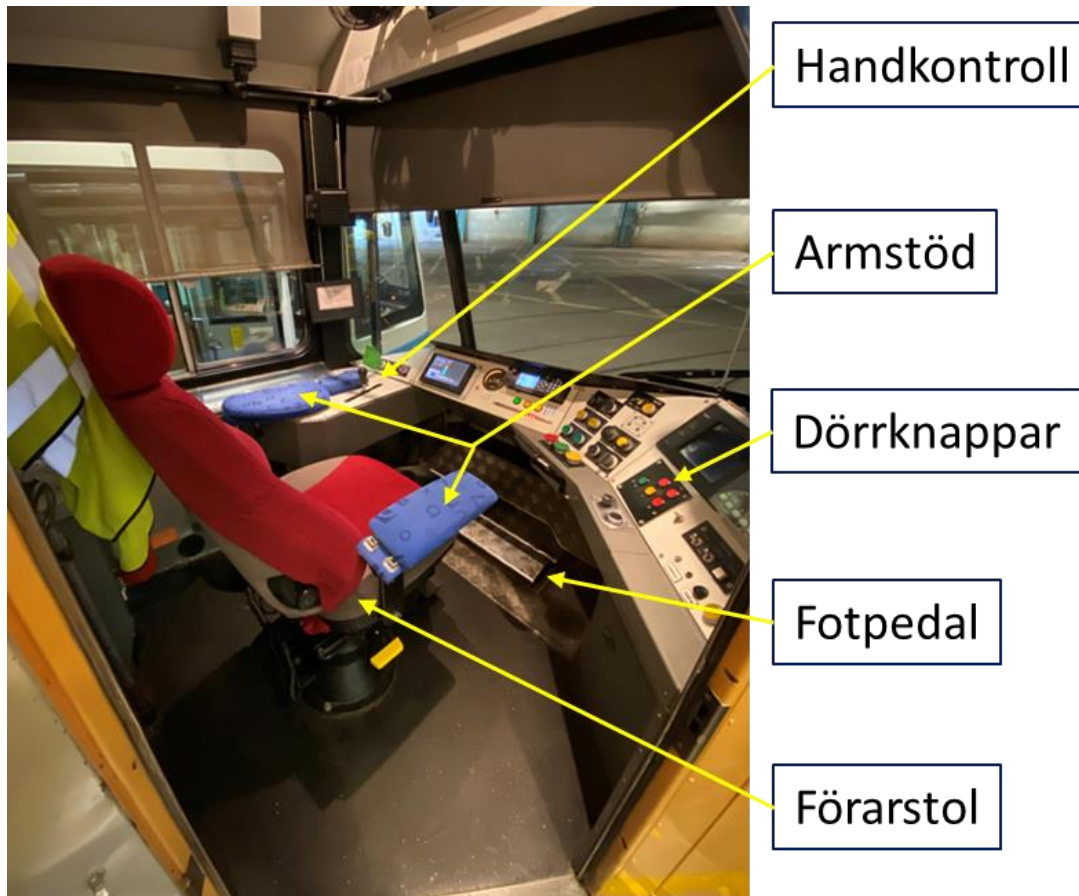 Handkontroll
Armstöd
Dörrknappar
Fotpedal
Förarstol